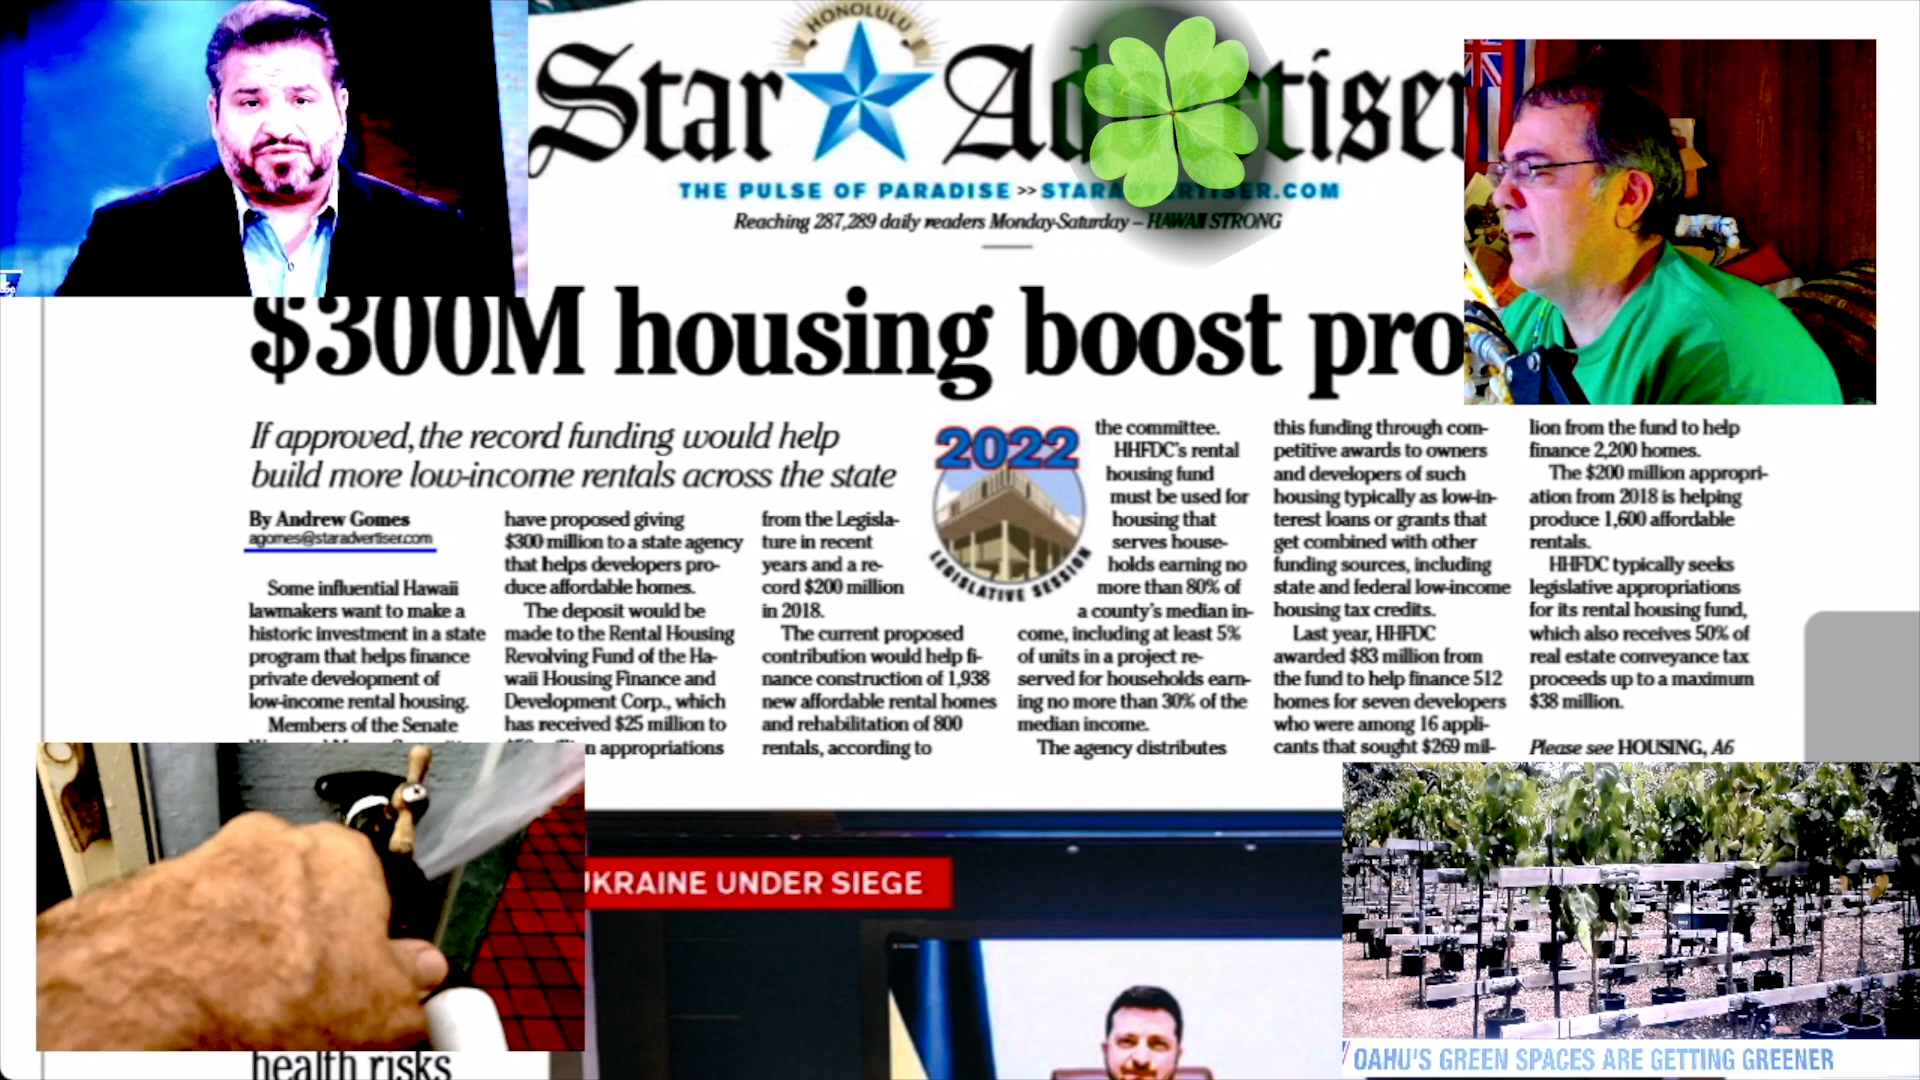 HONOLULU
Star Advertiser
THE PULSE OF PARADISE >> STARADVERTISER.COM
Reaching 287,289 daily readers Monday-Saturday – HAWAII STRONG
$300M housing boost pro
If approved, the record funding would help
build more low-income rentals across the state
By Andrew Gomes
agomes@staradvertiser.com
Some influential Hawaii
lawmakers want to make a
historic investment in a state
program that helps finance
private development of
low-income rental housing.
Members of the Senate
have proposed giving
$300 million to a state agency
that helps developers pro-
duce affordable homes.
The deposit would be
made to the Rental Housing
Revolving Fund of the Ha-
waii Housing Finance and
Development Corp., which
has received $25 million to
appropriations
from the Legisla-
ture in recent
years and a re-
cord $200 million
in 2018.
The current proposed
contribution would help fi-
nance construction of 1,938
new affordable rental homes
and rehabilitation of 800
rentals, according to
2022
LEGISLATIVE SESSION
the committee.
HHFDC's rental
housing fund
must be used for
housing that
serves house-
holds earning no
more than 80% of
a county's median in-
come, including at least 5%
of units in a project re-
served for households earn-
ing no more than 30% of the
median income.
The agency distributes
this funding through com-
petitive awards to owners
and developers of such
housing typically as low-in-
terest loans or grants that
get combined with other
funding sources, including
state and federal low-income
housing tax credits.
Last year, HHFDC
awarded $83 million from
the fund to help finance 512
homes for seven developers
who were among 16 appli-
cants that sought $269 mil-
lion from the fund to help
finance 2,200 homes.
The $200 million appropri-
ation from 2018 is helping
produce 1,600 affordable
rentals.
HHFDC typically seeks
legislative appropriations
for its rental housing fund,
which also receives 50% of
real estate conveyance tax
proceeds up to a maximum
$38 million.
Please see HOUSING, A6
UKRAINE UNDER SIEGE
OAHU'S GREEN SPACES ARE GETTING GREENER
health risks